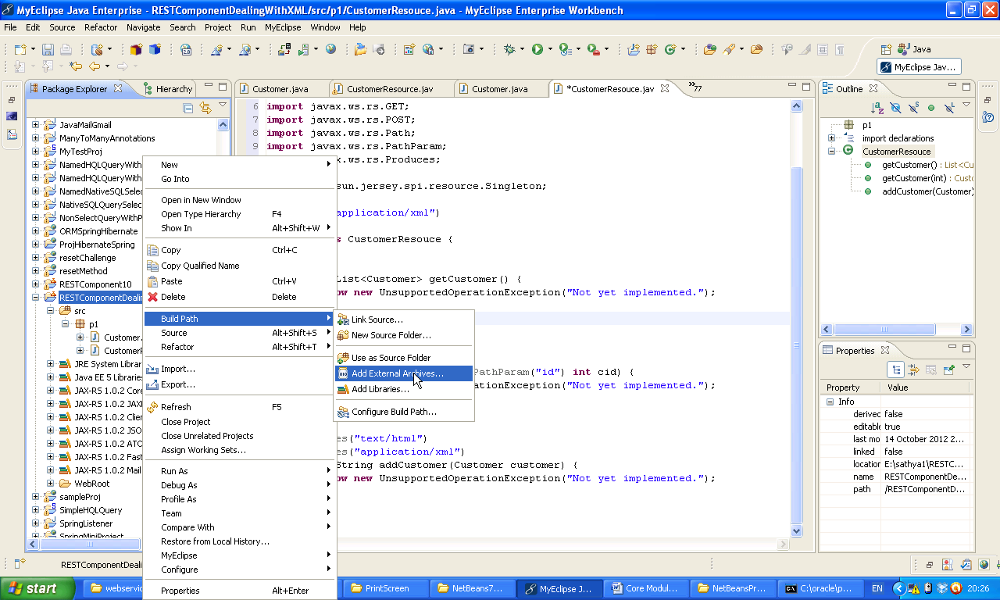 MyEclipse Java Enterprise - RESTComponentDealingWithXML/src/p1/CustomerResouce.java - MyEclipse Enterprise Workbench
File Edit Source Refactor Navigate Search Project Run MyEclipse Window Help
Java
MyEclipse Jav...
Package Explorer
Hierarchy
JavaMailGmail
ManyToManyAnnotations
MyTestProj
NamedHQLQueryWith
NamedHQLQueryWith
NamedNativeSQLSelec
NativeSQLQuerySelec
NonSelectQueryWithP
ORMSpringHibernate
ProjHibernateSpring
resetChallenge
resetMethod
RESTComponent10
RESTComponentDealin
src
p1
Customer.
CustomerR
JRE System Librar
Java EE 5 Librarie
JAX-RS 1.0.2 Core
JAX-RS 1.0.2 JAX
JAX-RS 1.0.2 Clier
JAX-RS 1.0.2 JSO
JAX-RS 1.0.2 ATC
JAX-RS 1.0.2 Fast
JAX-RS 1.0.2 Mail
WebRoot
sampleProj
SimpleHQLQuery
SpringListener
SpringMiniProject
New
Go Into
Open in New Window
Open Type Hierarchy F4
Show In Alt+Shift+W
Copy Ctrl+C
Copy Qualified Name
Paste Ctrl+V
Delete Delete
Build Path
Source Alt+Shift+S
Refactor Alt+Shift+T
Import...
Export...
Refresh F5
Close Project
Close Unrelated Projects
Assign Working Sets...
Run As
Debug As
Profile As
Team
Compare With
Restore from Local History...
MyEclipse
Configure
Properties Alt+Enter
Link Source...
New Source Folder...
Use as Source Folder
Add External Archives...
Add Libraries...
Configure Build Path...
Customer.java
CustomerResouce.jav
Customer.java
*CustomerResouce.jav
77
6 import javax.ws.rs.GET;
7 import javax.ws.rs.POST;
8 import javax.ws.rs.Path;
9 import javax.ws.rs.PathParam;
ws.rs.Produces;
sun.jersey.spi.resource.Singleton;
application/xml")
s CustomerResouce {
List<Customer> getCustomer() {
ow new UnsupportedOperationException("Not yet implemented.");
PathParam("id") int cid) {
rationException("Not yet implemented.");
es("text/html")
es("application/xml")
String addCustomer(Customer customer) {
ow new UnsupportedOperationException("Not yet implemented.");
Outline
p1
import declarations
CustomerResouce
getCustomer() : List<Cu
getCustomer(int) : Custo
addCustomer(Customer)
Properties
Property Value
Info
derivec false
editable true
last mo 14 October 2012 2...
linked false
locatior E:\sathya1\RESTC...
name RESTComponentDe...
path /RESTComponentD...
RESTComponentDeali
start
webservic
PrintScreen
NetBeans7...
MyEclipse J...
Core Modul...
NetBeansPr...
C:\oracle\p...
EN
20:26